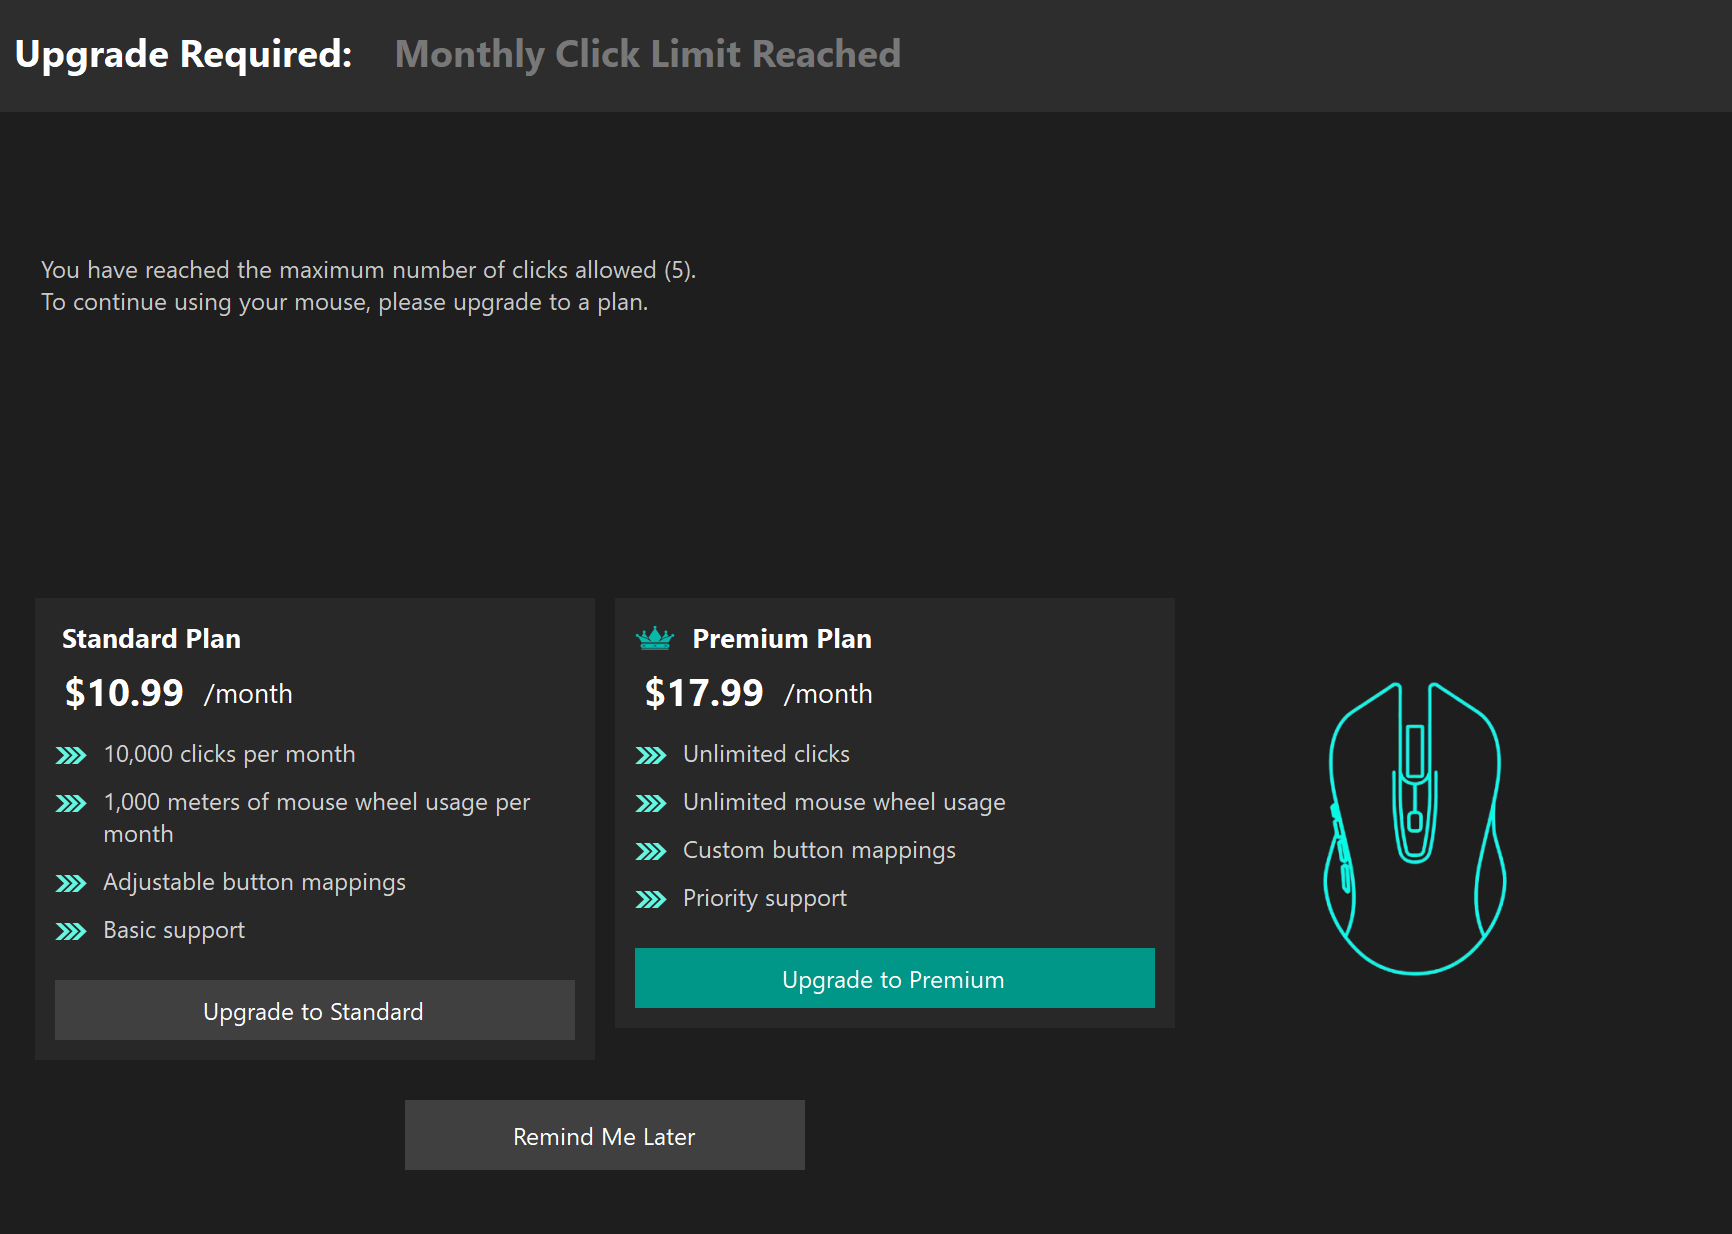 Upgrade Required: Monthly Click Limit Reached
You have reached the maximum number of clicks allowed (5).
To continue using your mouse, please upgrade to a plan.
Standard Plan
$10.99 /month
10,000 clicks per month
1,000 meters of mouse wheel usage per
month
Adjustable button mappings
Basic support
Upgrade to Standard
Premium Plan
$17.99 /month
Unlimited clicks
Unlimited mouse wheel usage
Custom button mappings
Priority support
Upgrade to Premium
Remind Me Later